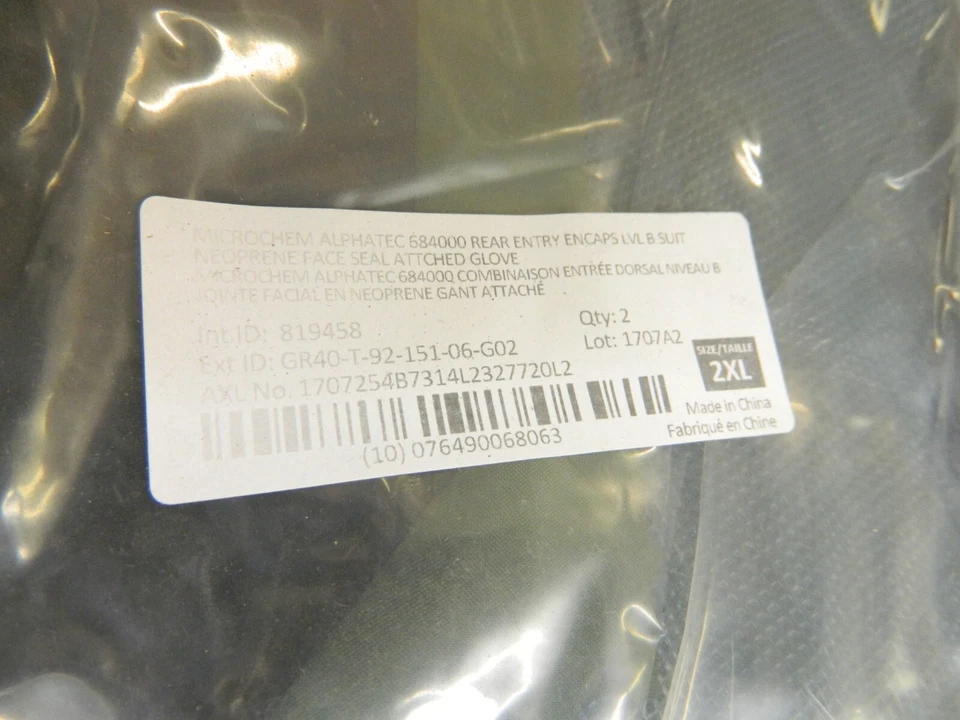 MICROCHEM ALPHATEC 684000 REAR ENTRY ENCAPS LVL B SUIT
NEOPRENE FACE SEAL ATTCHED GLOVE
MICROCHEM ALPHATEC 684000 COMBINAISON ENTRÉE DORSAL NIVEAU B
JOINTE FACIAL EN NEOPRENE GANT ATTACHÉ
Int.ID: 819458
Qty: 2
Ext ID: GR40-T-92-151-06-G02
Lot: 1707A2
AXL No. 1707254B7314L2327720L2
SIZE/TAILLE
2XL
(10) 076490068063
Made in China
Fabriqué en Chine